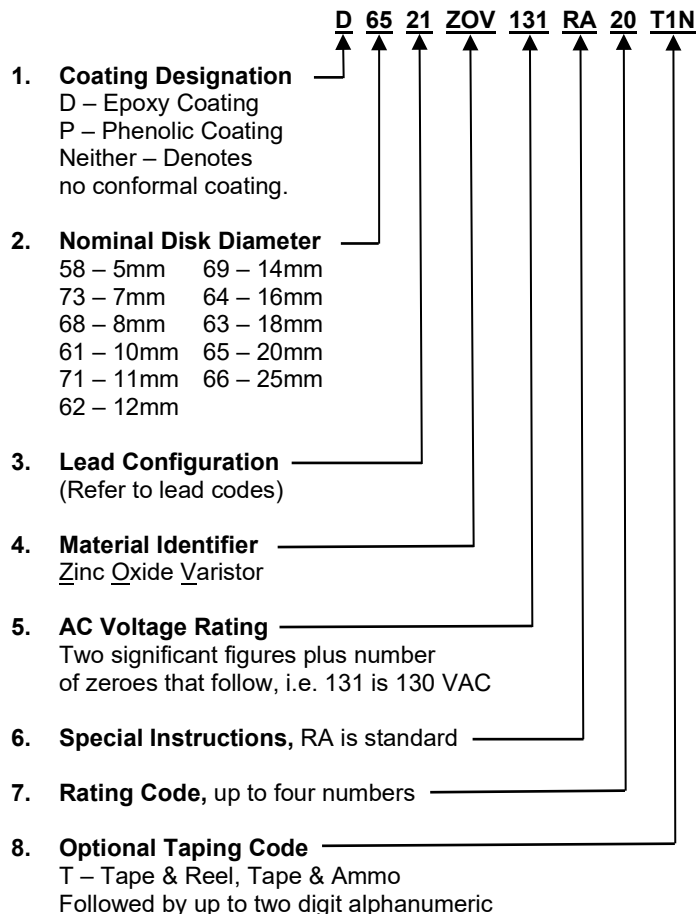 D 65 21 ZOV 131 RA 20 T1N
1. Coating Designation
D – Epoxy Coating
P – Phenolic Coating
Neither – Denotes
no conformal coating.
2. Nominal Disk Diameter
58 – 5mm 69 – 14mm
73 – 7mm 64 – 16mm
68 – 8mm 63 – 18mm
61 – 10mm 65 – 20mm
71 – 11mm 66 – 25mm
62 – 12mm
3. Lead Configuration
(Refer to lead codes)
4. Material Identifier
Zinc Oxide Varistor
5. AC Voltage Rating
Two significant figures plus number
of zeroes that follow, i.e. 131 is 130 VAC
6. Special Instructions, RA is standard
7. Rating Code, up to four numbers
8. Optional Taping Code
T – Tape & Reel, Tape & Ammo
Followed by up to two digit alphanumeric